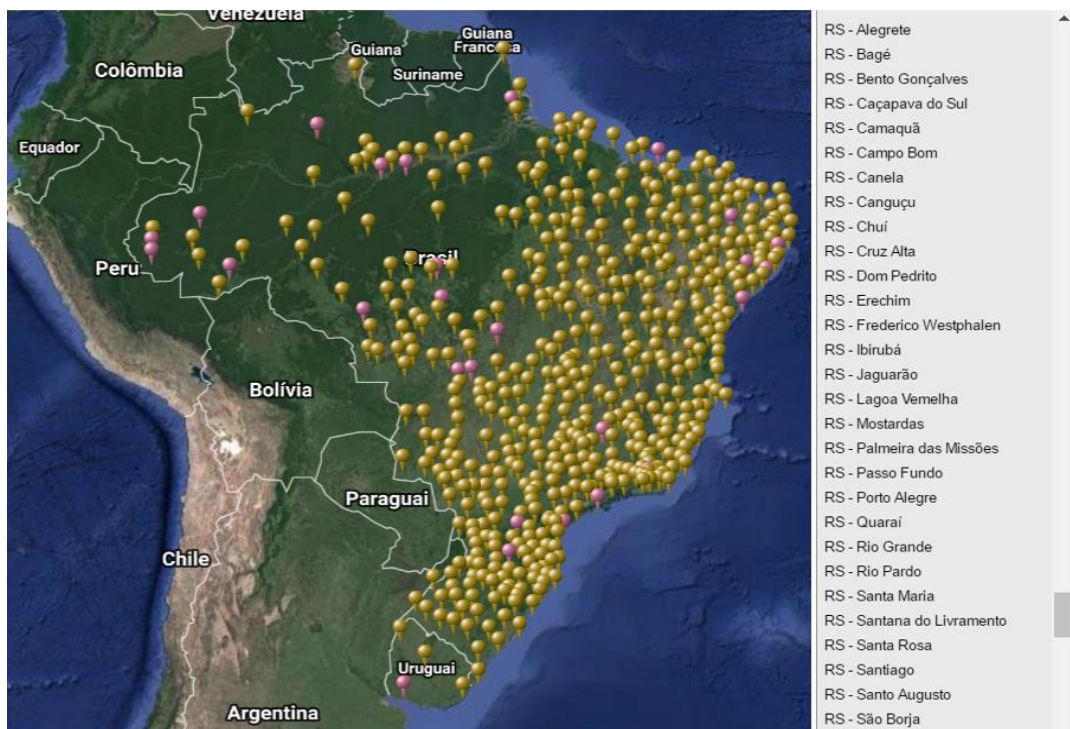 Venezuela
Guiana
Guiana
Francesa
Suriname
Colômbia
Equador
Peru
Brasil
Bolívia
Paraguai
Chile
Uruguai
Argentina
RS - Alegrete
RS - Bagé
RS - Bento Gonçalves
RS - Caçapava do Sul
RS - Camaquã
RS - Campo Bom
RS - Canela
RS - Canguçu
RS - Chuí
RS - Cruz Alta
RS - Dom Pedrito
RS - Erechim
RS - Frederico Westphalen
RS - Ibirubá
RS - Jaguarão
RS - Lagoa Vemelha
RS - Mostardas
RS - Palmeira das Missões
RS - Passo Fundo
RS - Porto Alegre
RS - Quaraí
RS - Rio Grande
RS - Rio Pardo
RS - Santa Maria
RS - Santana do Livramento
RS - Santa Rosa
RS - Santiago
RS - Santo Augusto
RS - São Borja